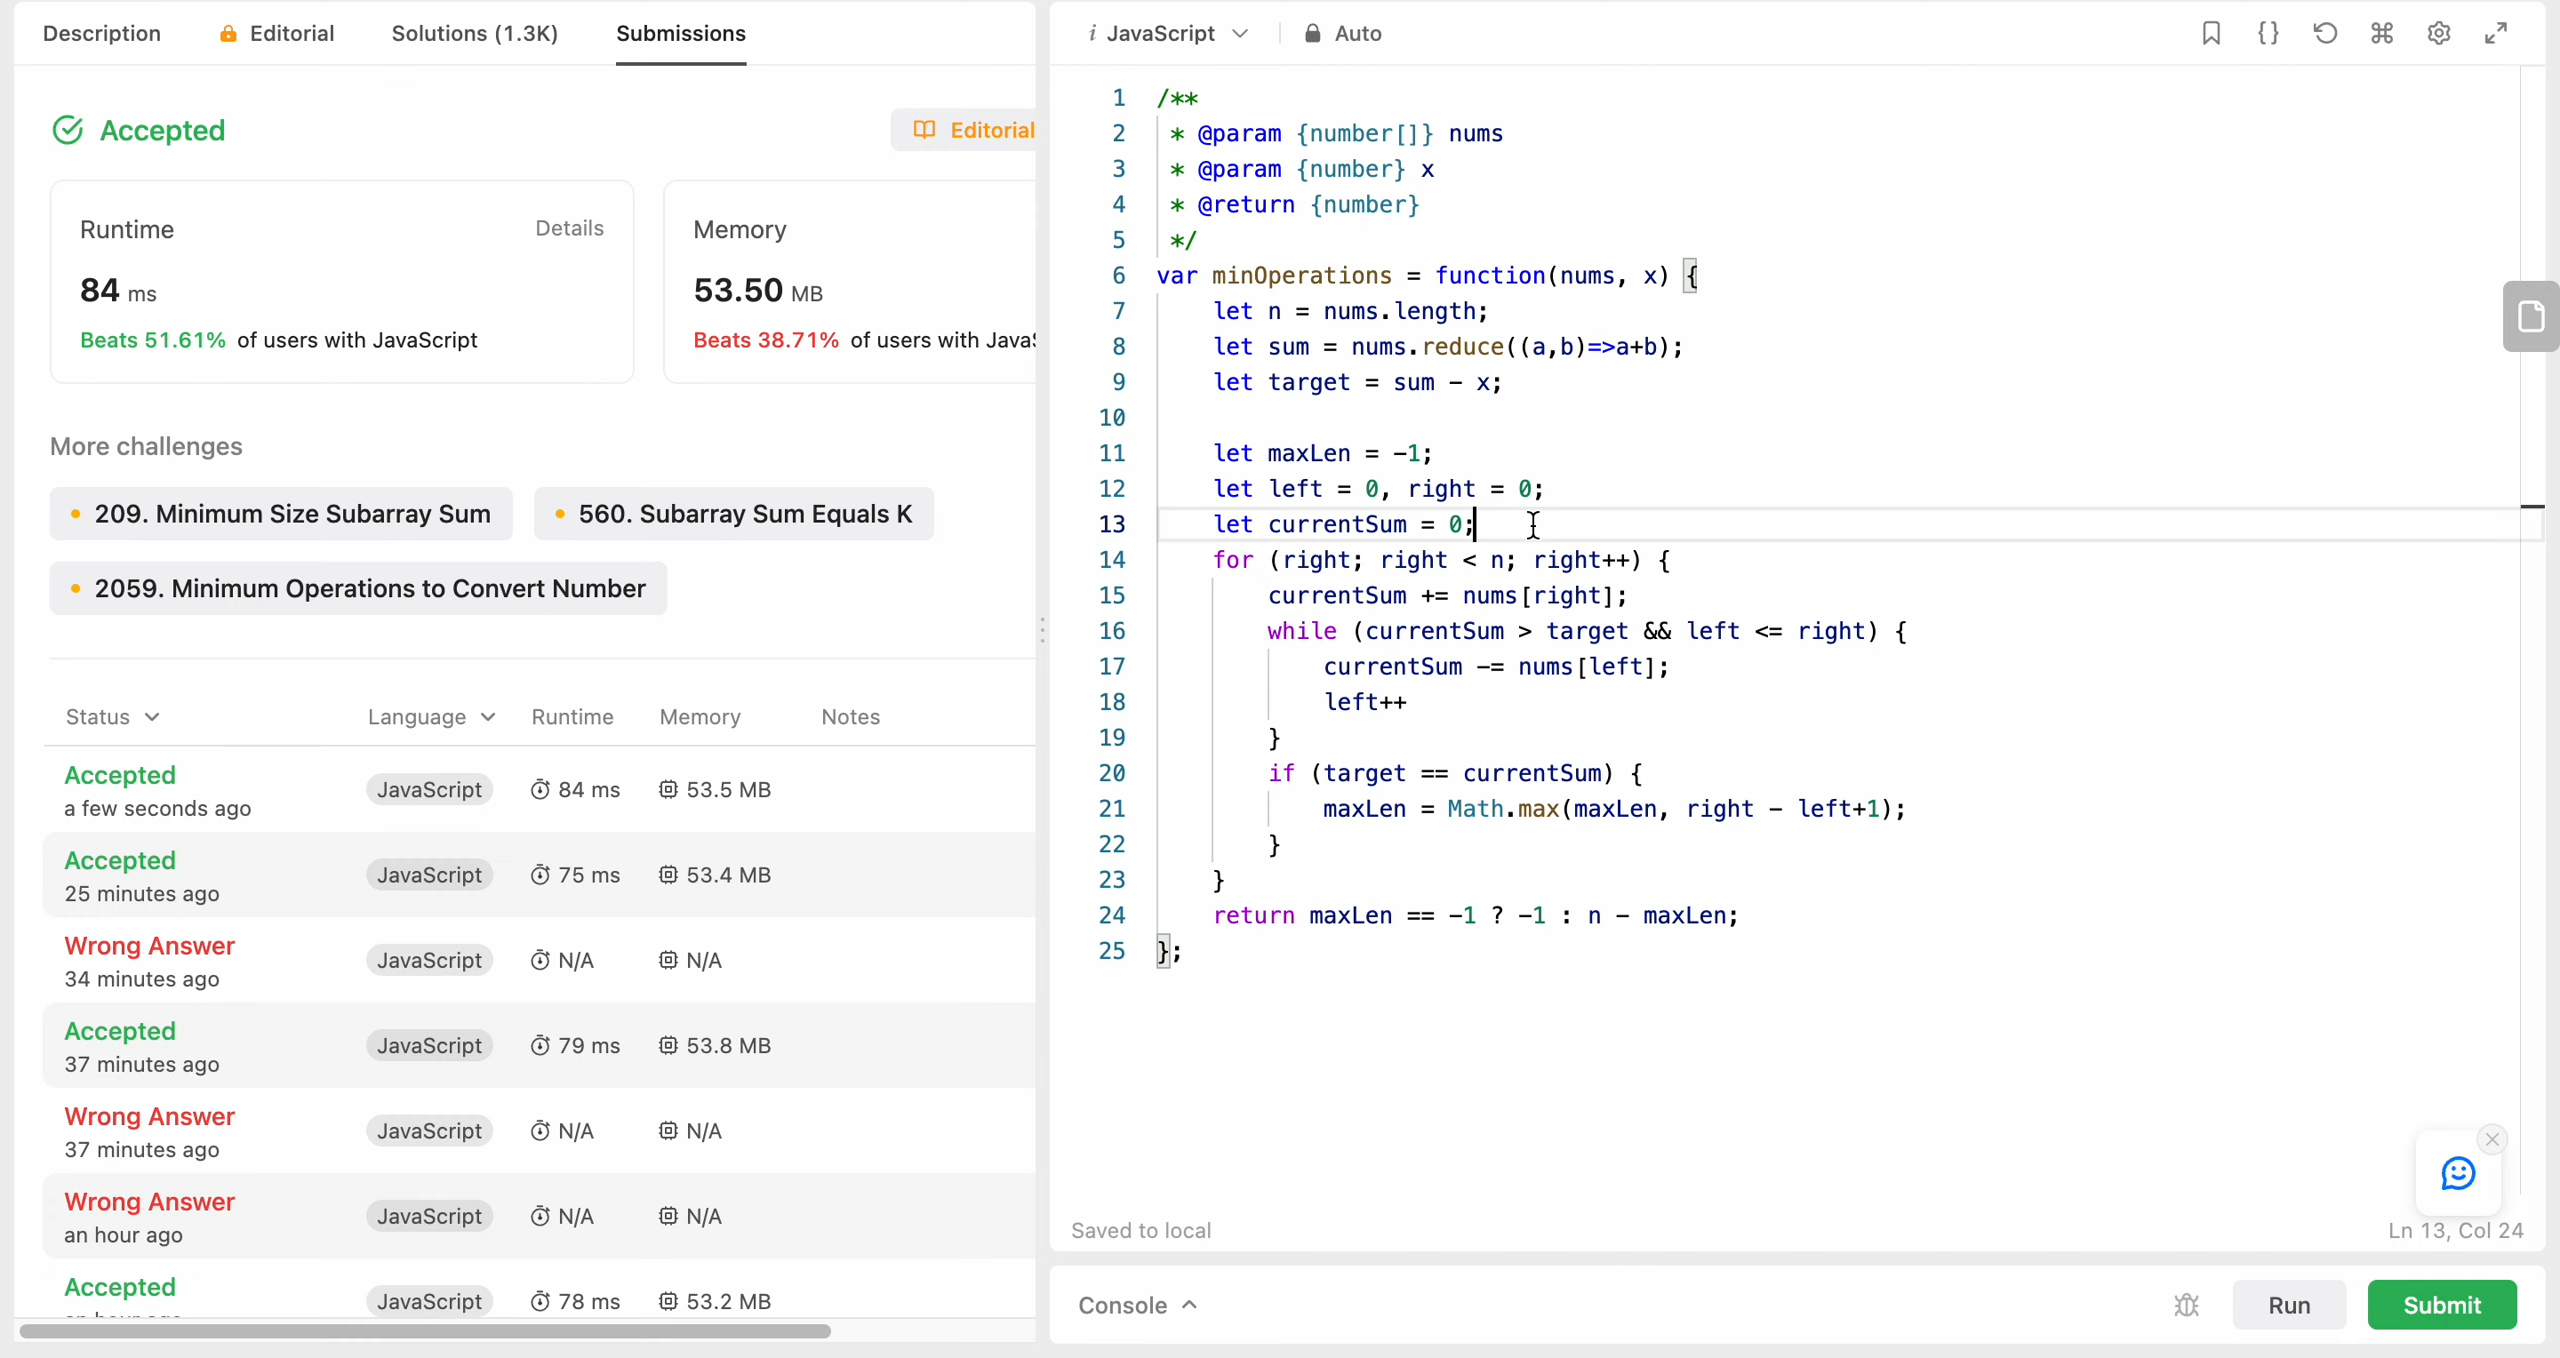 Description Editorial Solutions (1.3K) Submissions
Accepted
Editorial
Runtime Details
84 ms
Beats 51.61% of users with JavaScript
Memory
53.50 MB
Beats 38.71% of users with JavaS
More challenges
209. Minimum Size Subarray Sum
560. Subarray Sum Equals K
2059. Minimum Operations to Convert Number
Status Language Runtime Memory Notes
Accepted
a few seconds ago
JavaScript 84 ms 53.5 MB
Accepted
25 minutes ago
JavaScript 75 ms 53.4 MB
Wrong Answer
34 minutes ago
JavaScript N/A N/A
Accepted
37 minutes ago
JavaScript 79 ms 53.8 MB
Wrong Answer
37 minutes ago
JavaScript N/A N/A
Wrong Answer
an hour ago
JavaScript N/A N/A
Accepted
JavaScript 78 ms 53.2 MB
i JavaScript Auto
1 /**
2 * @param {number[]} nums
3 * @param {number} x
4 * @return {number}
5 */
6 var minOperations = function(nums, x) {
7 let n = nums.length;
8 let sum = nums.reduce((a,b)=>a+b);
9 let target = sum - x;
10
11 let maxLen = -1;
12 let left = 0, right = 0;
13 let currentSum = 0;
14 for (right; right < n; right++) {
15 currentSum += nums[right];
16 while (currentSum > target && left <= right) {
17 currentSum -= nums[left];
18 left++
19 }
20 if (target == currentSum) {
21 maxLen = Math.max(maxLen, right - left+1);
22 }
23 }
24 return maxLen == -1 ? -1 : n - maxLen;
25 };
Saved to local
Ln 13, Col 24
Console
Run
Submit